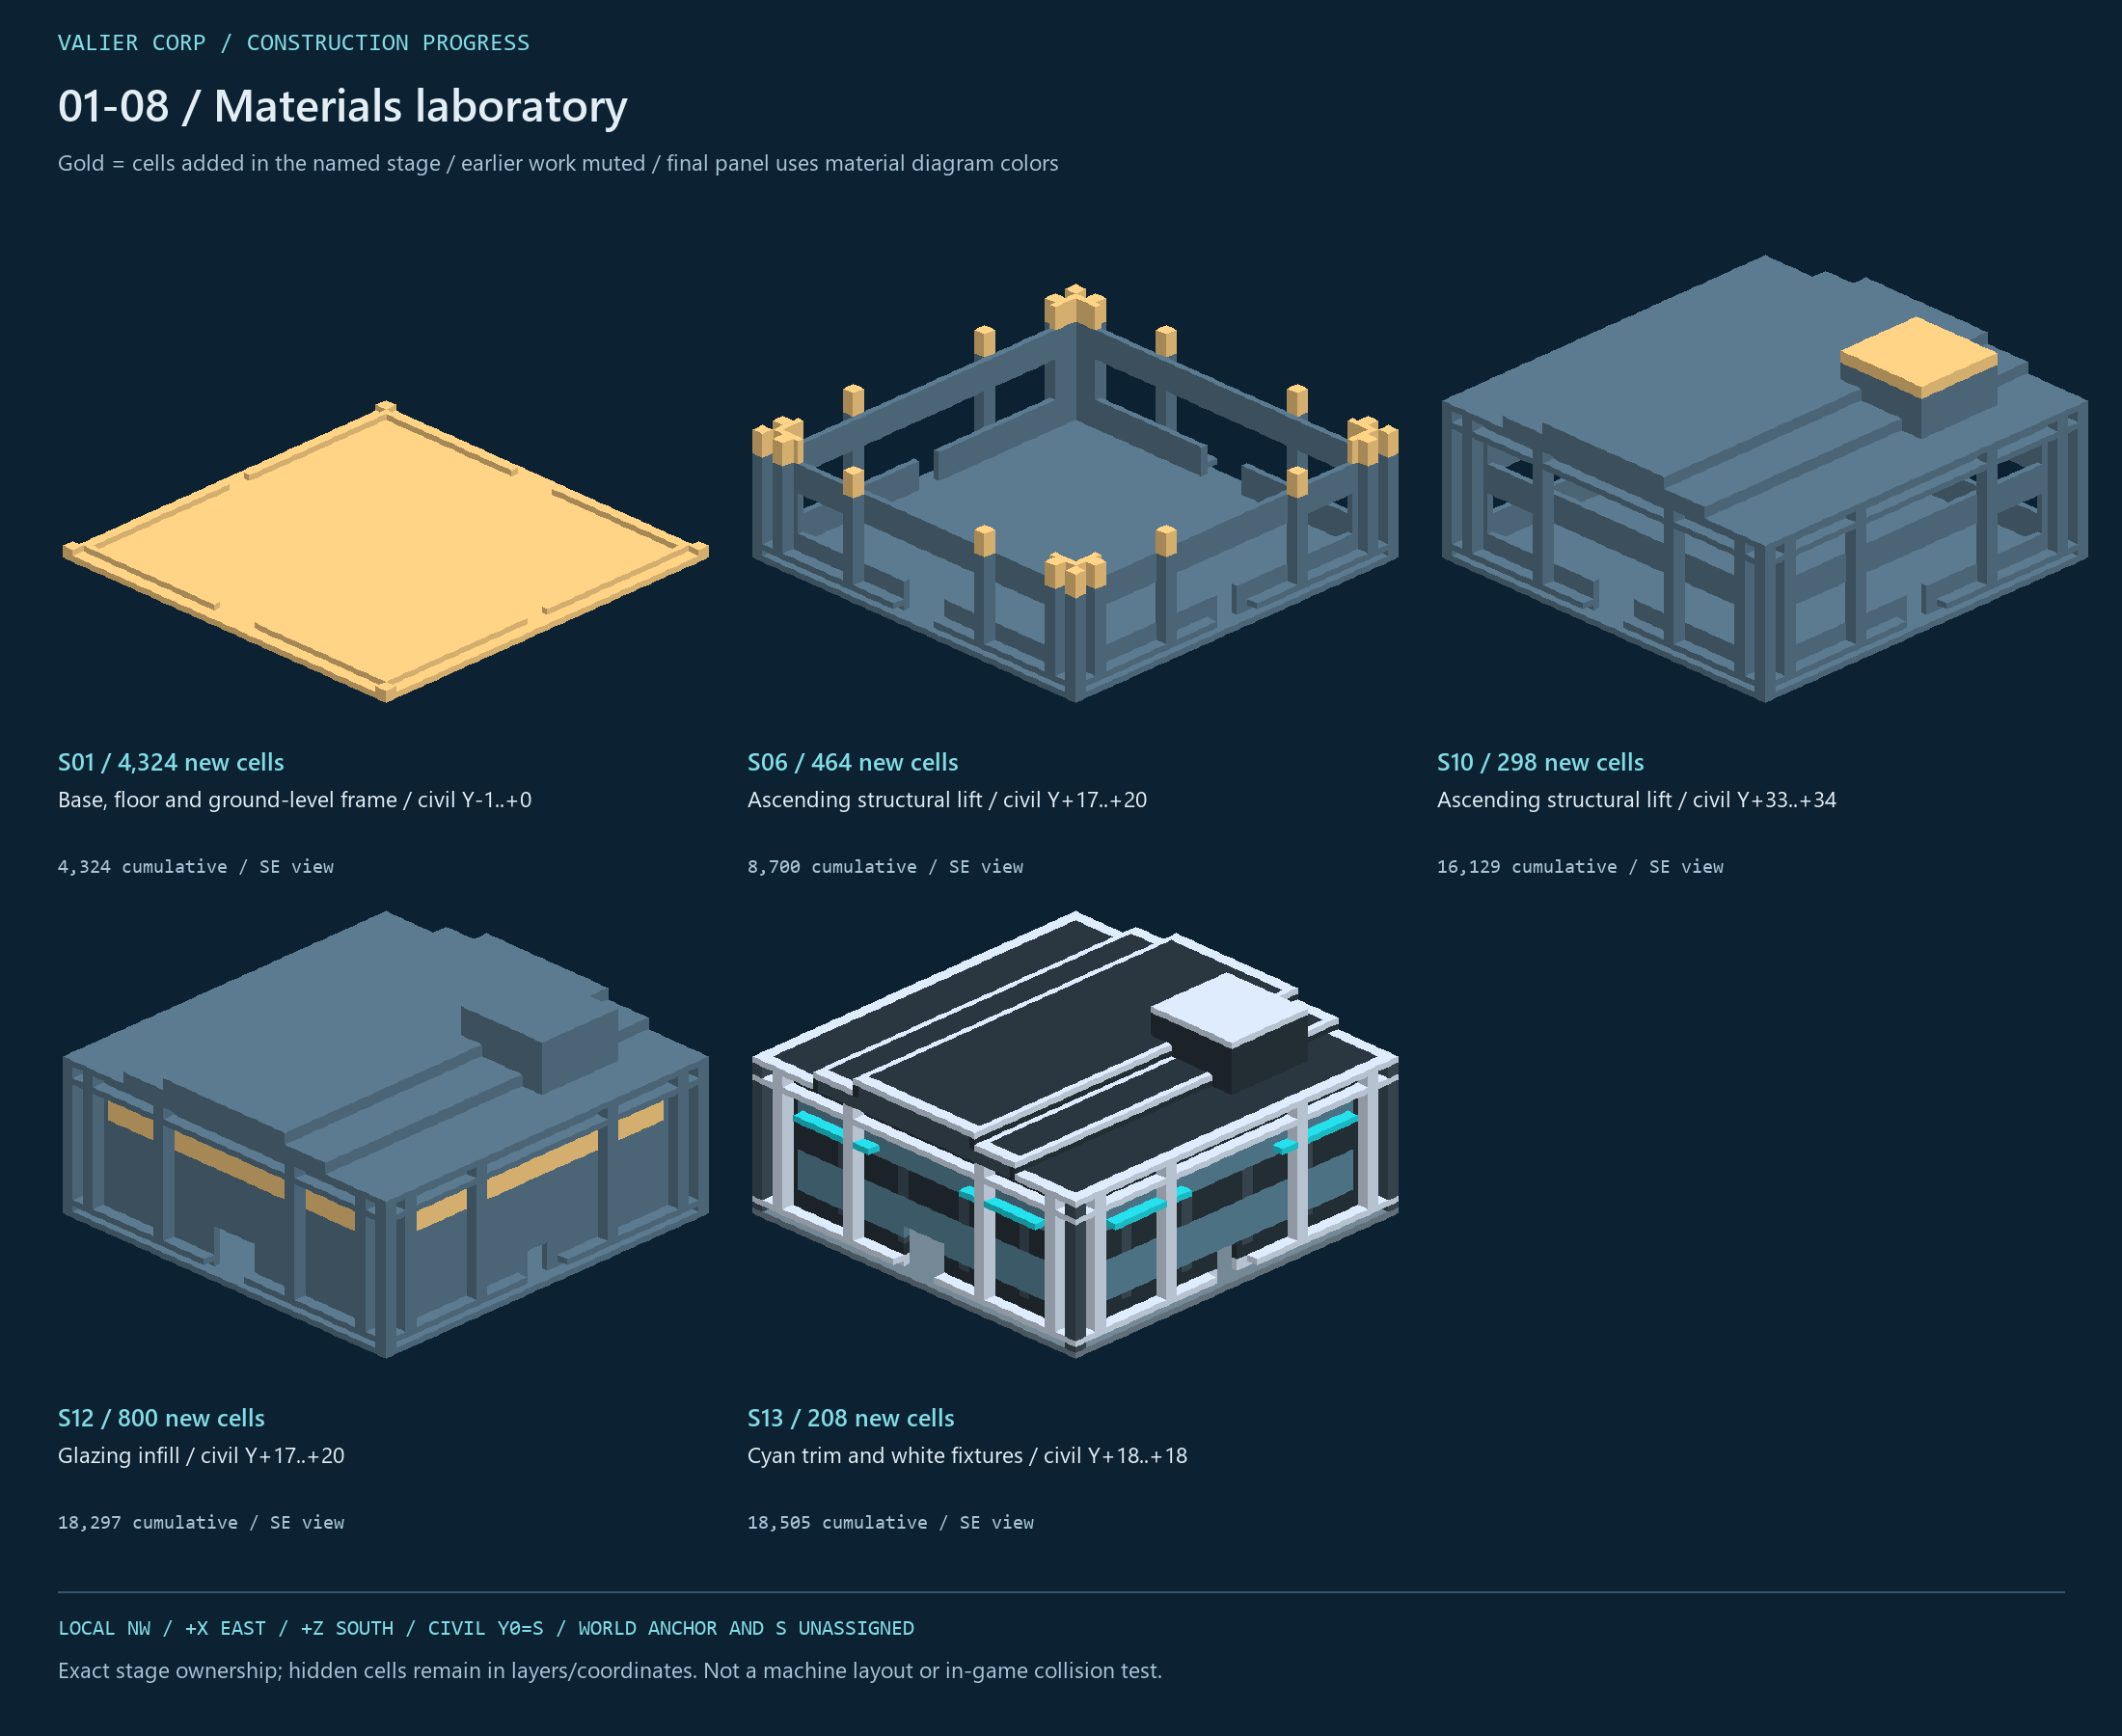 VALIER CORP / CONSTRUCTION PROGRESS
01-08 / Materials laboratory
Gold = cells added in the named stage / earlier work muted / final panel uses material diagram colors
S01 / 4,324 new cells
Base, floor and ground-level frame / civil Y-1..+0
4,324 cumulative / SE view
S06 / 464 new cells
Ascending structural lift / civil Y+17..+20
8,700 cumulative / SE view
S10 / 298 new cells
Ascending structural lift / civil Y+33..+34
16,129 cumulative / SE view
S12 / 800 new cells
Glazing infill / civil Y+17..+20
18,297 cumulative / SE view
S13 / 208 new cells
Cyan trim and white fixtures / civil Y+18..+18
18,505 cumulative / SE view
LOCAL NW / +X EAST / +Z SOUTH / CIVIL Y0=S / WORLD ANCHOR AND S UNASSIGNED
Exact stage ownership; hidden cells remain in layers/coordinates. Not a machine layout or in-game collision test.